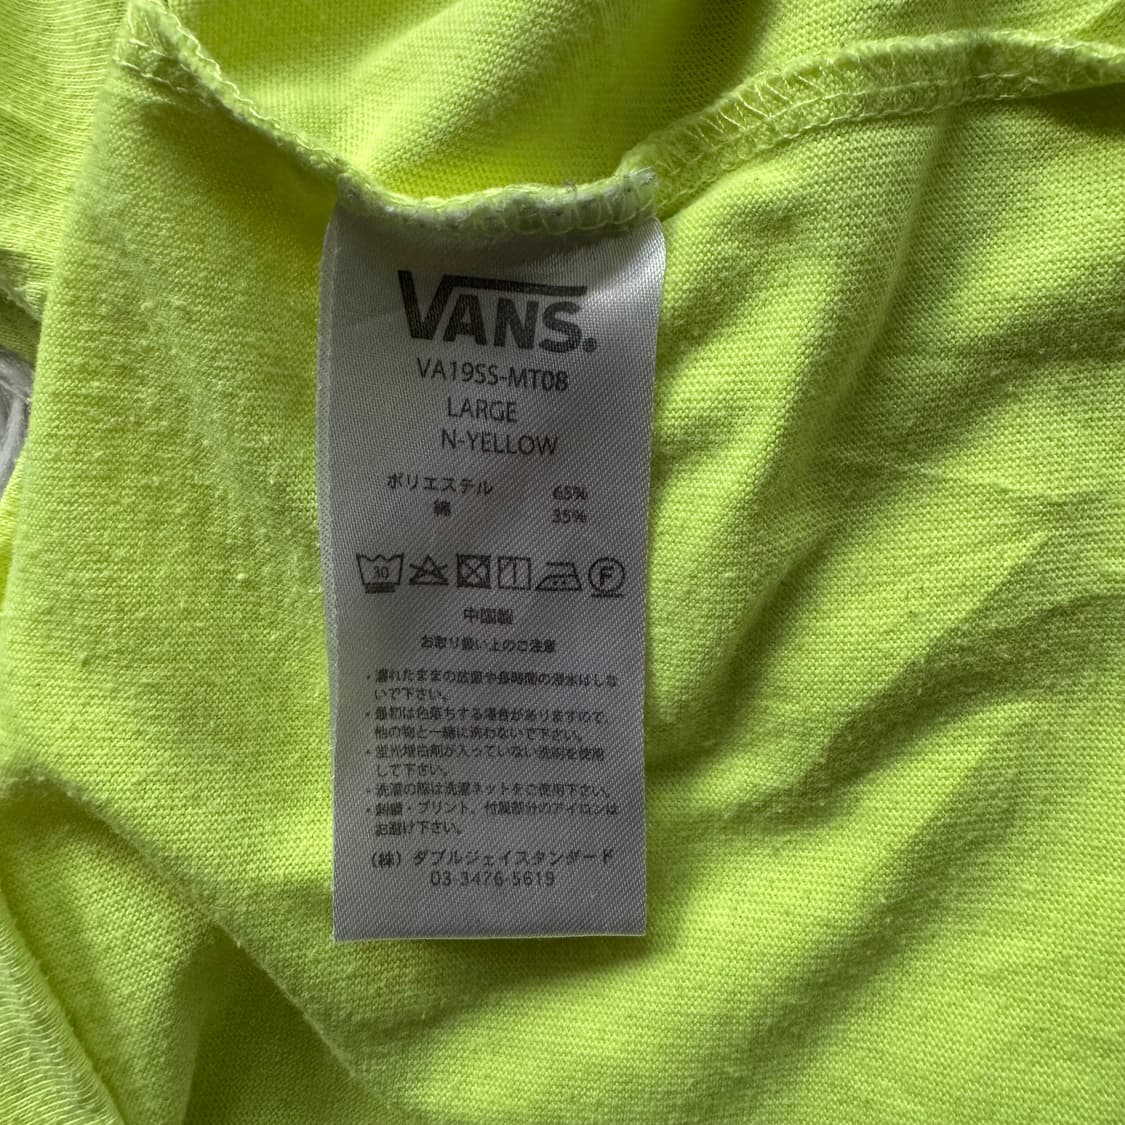 VANS.
VA19SS-MT08
LARGE
N-YELLOW
ポリエステル 65%
綿 35%
30 F
中国製
お取り扱い上のご注意
・濡れたままの放置や長時間の浸水はしな
いで下さい。
・最初は色落ちする場合がありますので、
他の物と一緒に洗わないで下さい。
・蛍光増白剤が入っていない洗剤を使用
して下さい。
・洗濯の際は洗濯ネットをご使用下さい。
・刺繍・プリント、付属部分のアイロンは
お避け下さい。
(株) ダブルジェイスタンダード
03-3476-5619